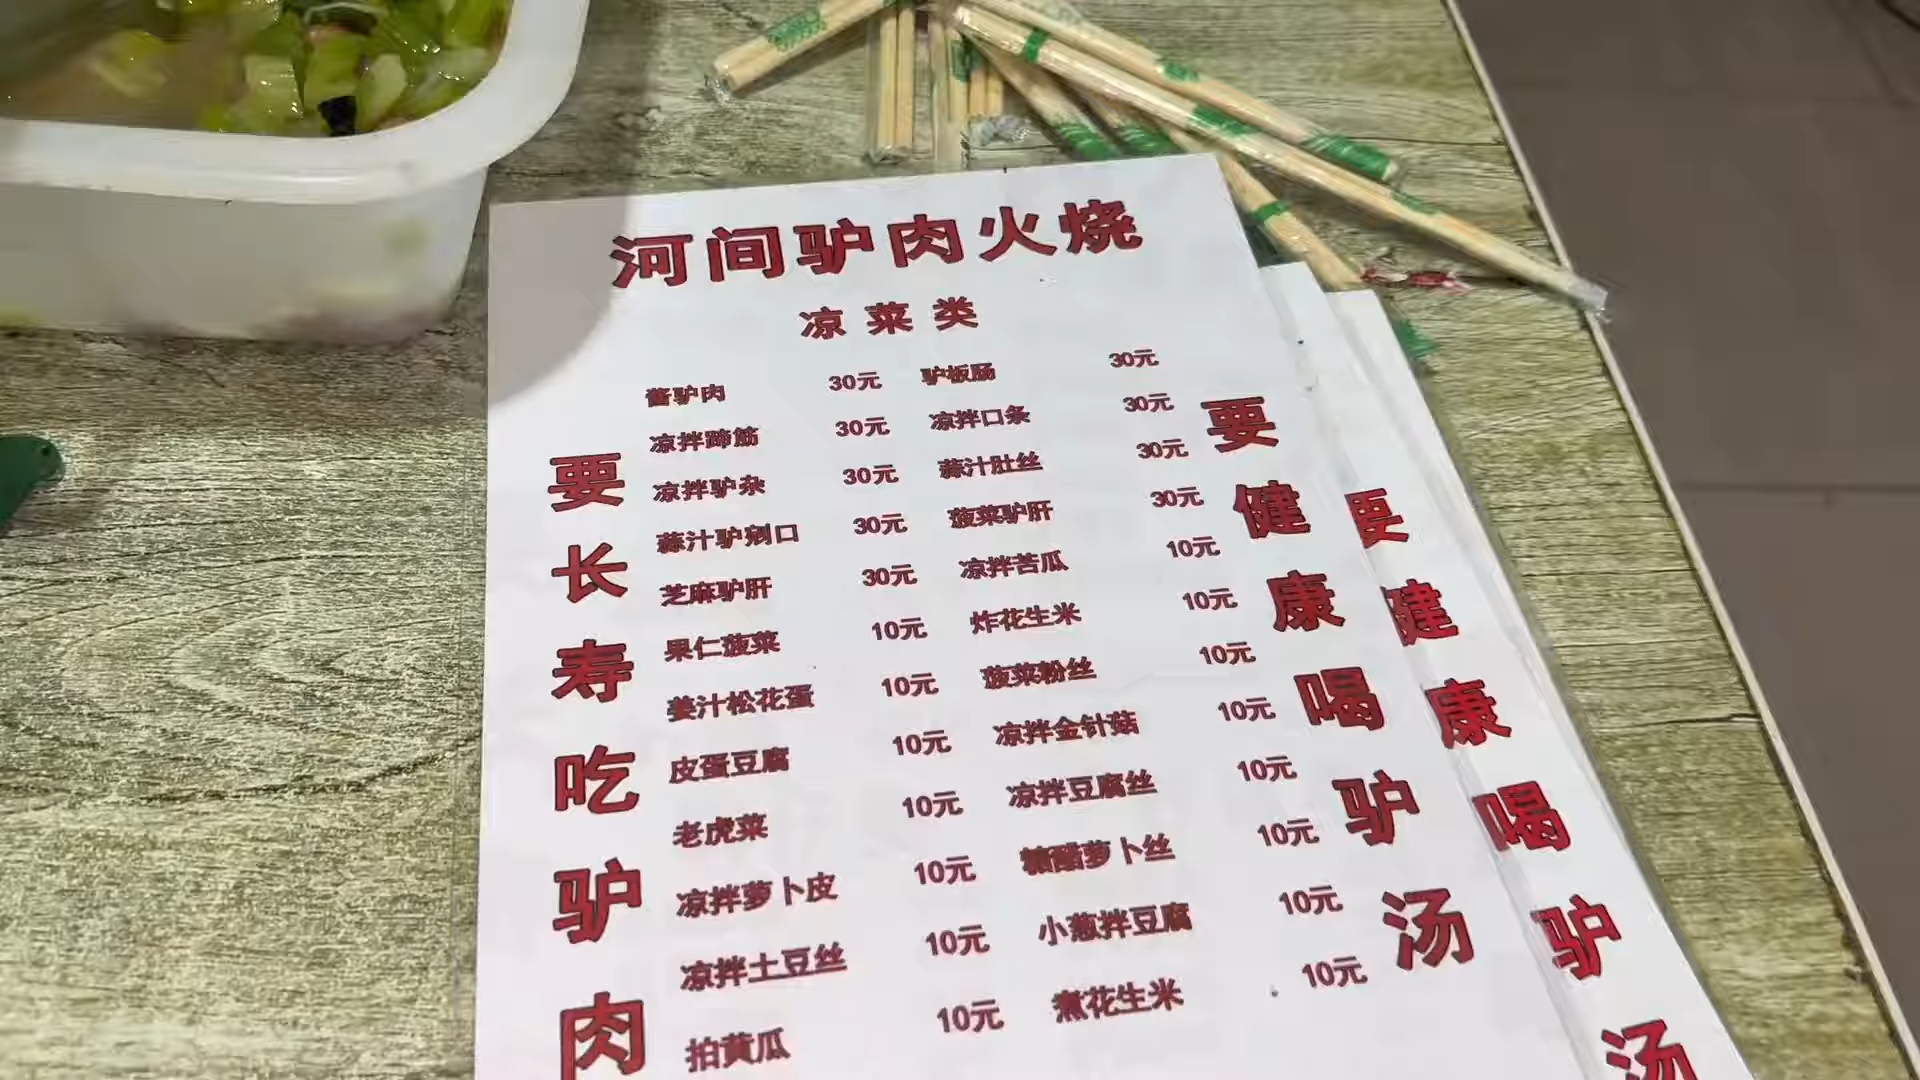 河间驴肉火烧
凉菜类
酱驴肉 30元 驴板肠 30元
凉拌蹄筋 30元 凉拌口条 30元
凉拌驴杂 30元 蒜汁肚丝 30元
蒜汁驴剜口 30元 菠菜驴肝 30元
芝麻驴肝 30元 凉拌苦瓜 10元
果仁菠菜 10元 炸花生米 10元
姜汁松花蛋 10元 菠菜粉丝 10元
皮蛋豆腐 10元 凉拌金针菇 10元
老虎菜 10元 凉拌豆腐丝 10元
凉拌萝卜皮 10元 糖醋萝卜丝 10元
凉拌土豆丝 10元 小葱拌豆腐 10元
拍黄瓜 10元 煮花生米 10元
要长寿吃驴肉
要健康喝驴汤
要健康喝驴汤